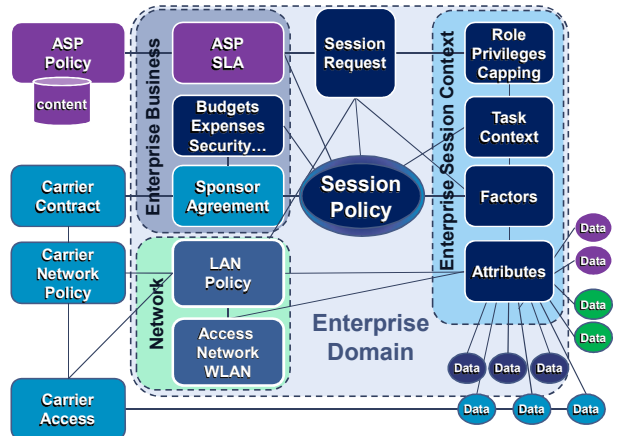 ASP
Policy
content
ASP
SLA
Session
Request
Role
Privileges
Capping
Enterprise Business
Budgets
Expenses
Security...
Enterprise Session Context
Task
Context
Carrier
Contract
Sponsor
Agreement
Session
Policy
Factors
Carrier
Network
Policy
Network
LAN
Policy
Attributes
Data
Data
Data
Data
Access
Network
WLAN
Enterprise
Domain
Data
Data
Data
Carrier
Access
Data
Data
Data